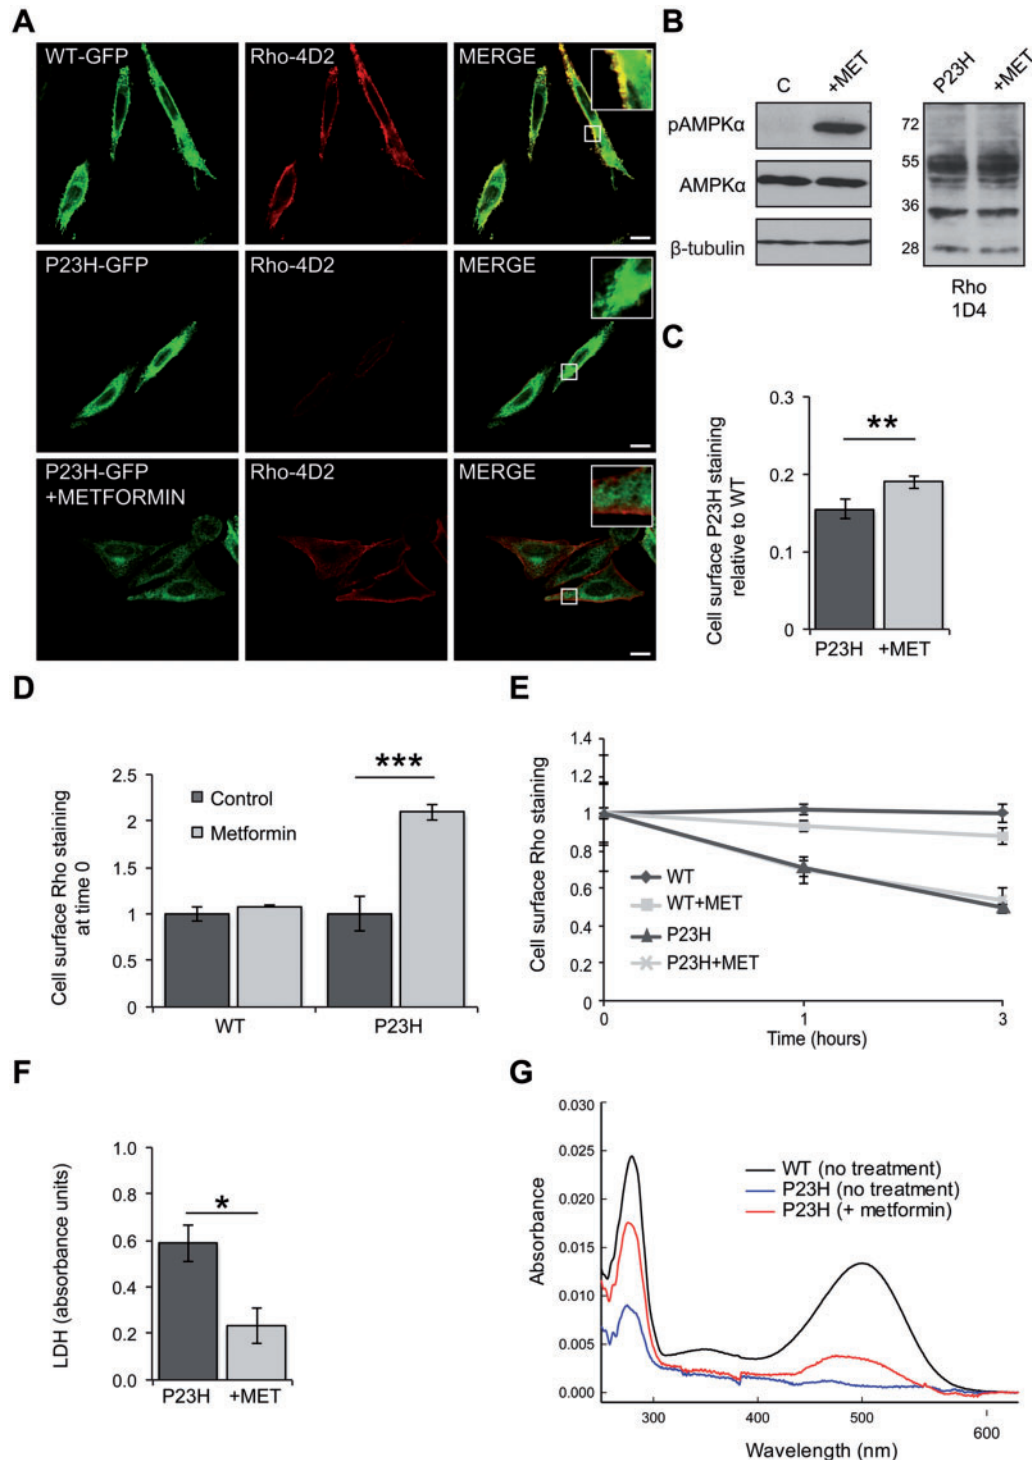 A
WT-GFP
Rho-4D2
MERGE
P23H-GFP
Rho-4D2
MERGE
P23H-GFP
+METFORMIN
Rho-4D2
MERGE
B
C
+MET
pAMPKα
AMPKα
β-tubulin
P23H
+MET
72
55
36
28
Rho
1D4
C
Cell surface P23H staining
relative to WT
0.3
0.2
0.1
0
**
P23H
+MET
D
Cell surface Rho staining
at time 0
2.5
2
1.5
1
0.5
0
Control
Metformin
***
WT
P23H
E
Cell surface Rho staining
1.4
1.2
1
0.8
0.6
0.4
0.2
0
WT
WT+MET
P23H
P23H+MET
0
1
3
Time (hours)
F
LDH (absorbance units)
1.0
0.8
0.6
0.4
0.2
0.0
*
P23H
+MET
G
Absorbance
0.030
0.025
0.020
0.015
0.010
0.005
0.000
WT (no treatment)
P23H (no treatment)
P23H (+ metformin)
300
400
500
600
Wavelength (nm)